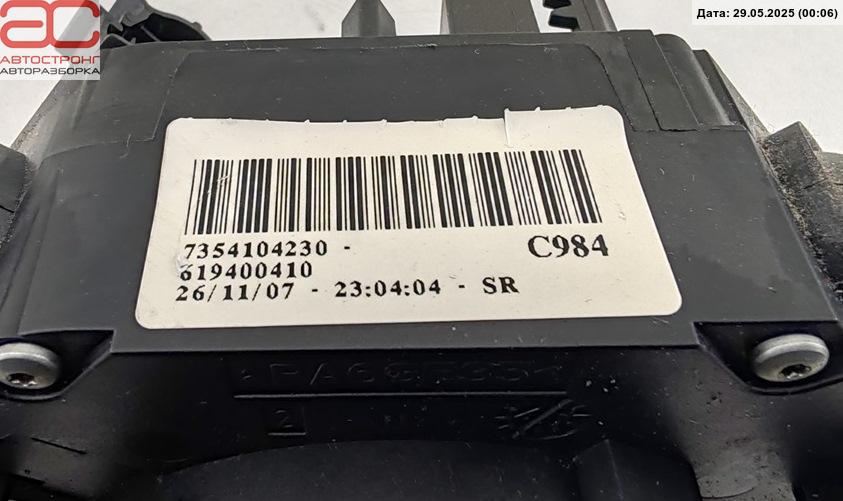 Дата: 29.05.2025 (00:06)
АС
АВТОСТРОНГ
АВТОРАЗБОРКА
7354104230 -
C984
619400410
26/11/07 - 23:04:04 - SR
2